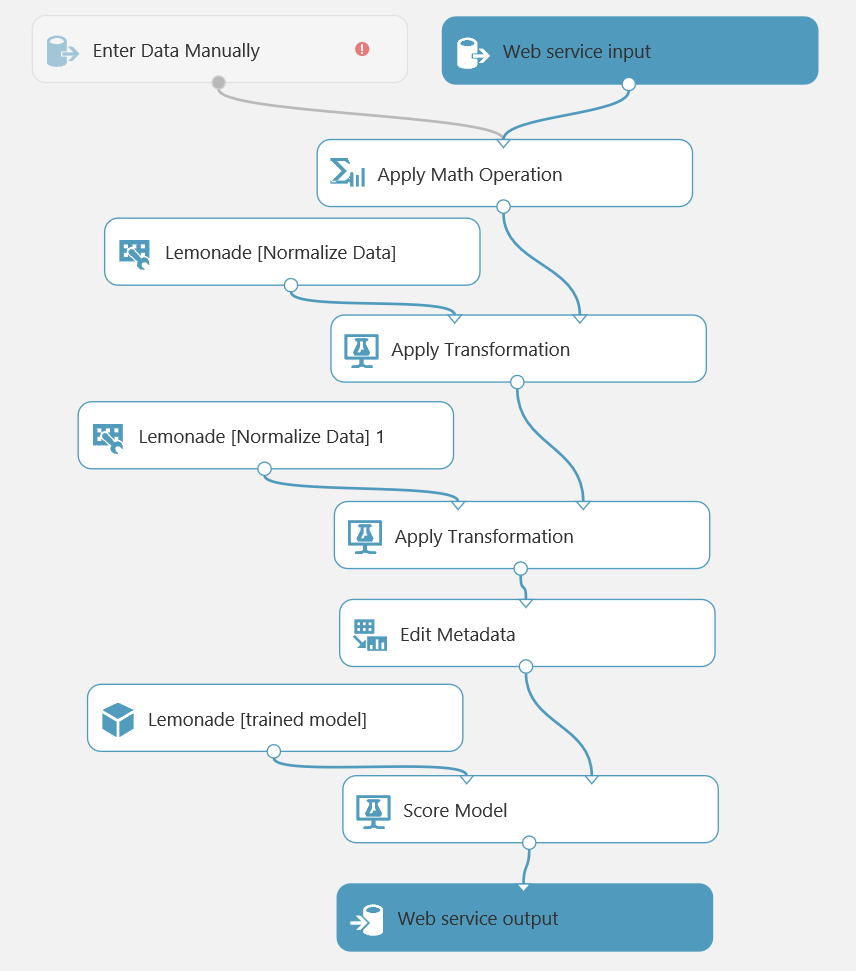 Enter Data Manually
Web service input
Apply Math Operation
Lemonade [Normalize Data]
Apply Transformation
Lemonade [Normalize Data] 1
Apply Transformation
Edit Metadata
Lemonade [trained model]
Score Model
Web service output